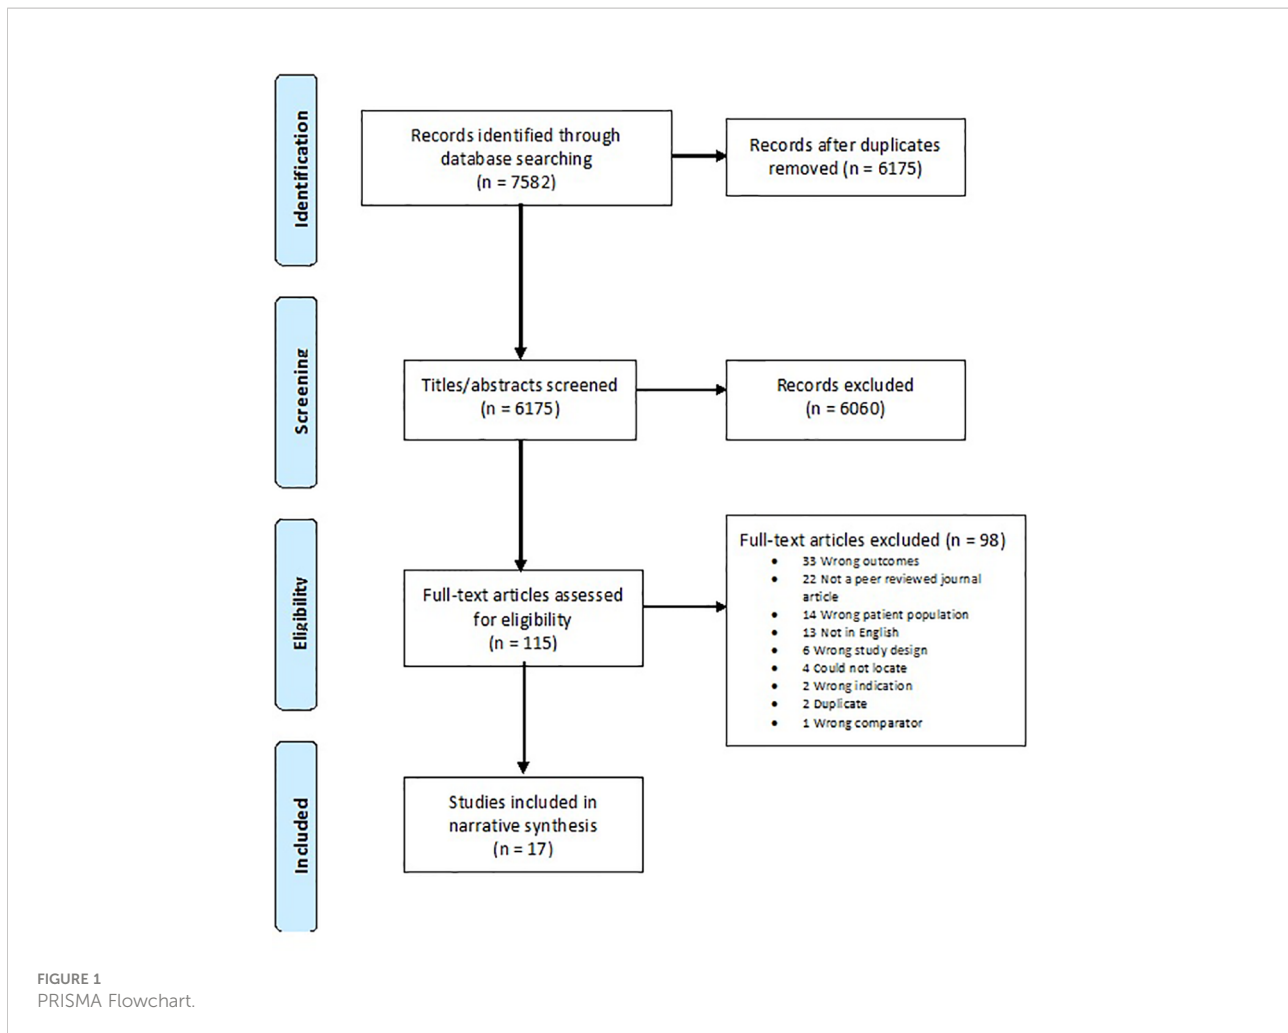 Identification
Records identified through
database searching
(n = 7582)
Records after duplicates
removed (n = 6175)
Screening
Titles/abstracts screened
(n = 6175)
Records excluded
(n = 6060)
Eligibility
Full-text articles assessed
for eligibility
(n = 115)
Full-text articles excluded (n = 98)
• 33 Wrong outcomes
• 22 Not a peer reviewed journal
article
• 14 Wrong patient population
• 13 Not in English
• 6 Wrong study design
• 4 Could not locate
• 2 Wrong indication
• 2 Duplicate
• 1 Wrong comparator
Included
Studies included in
narrative synthesis
(n = 17)
FIGURE 1
PRISMA Flowchart.